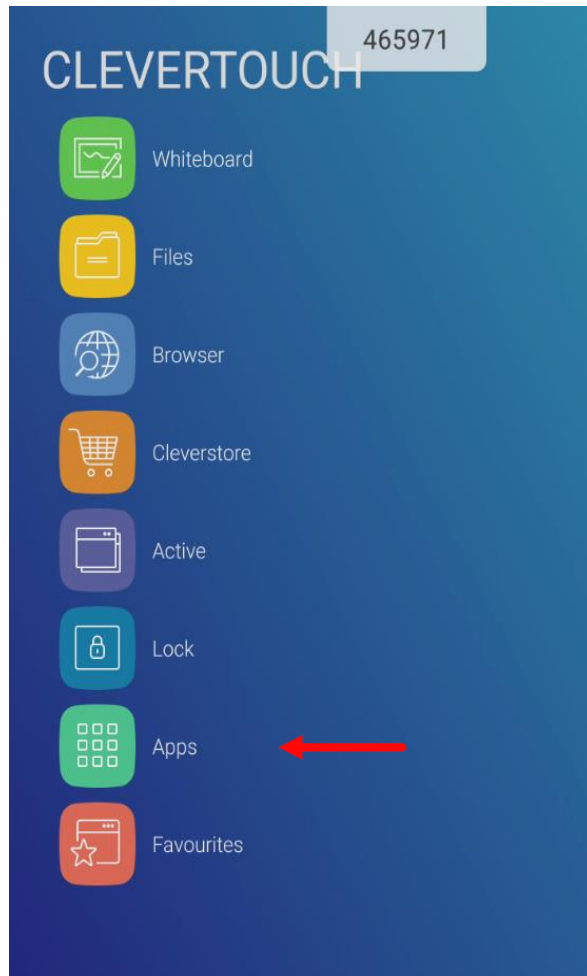 465971
CLEVERTOUCH
Whiteboard
Files
Browser
Cleverstore
Active
Lock
Apps
Favourites